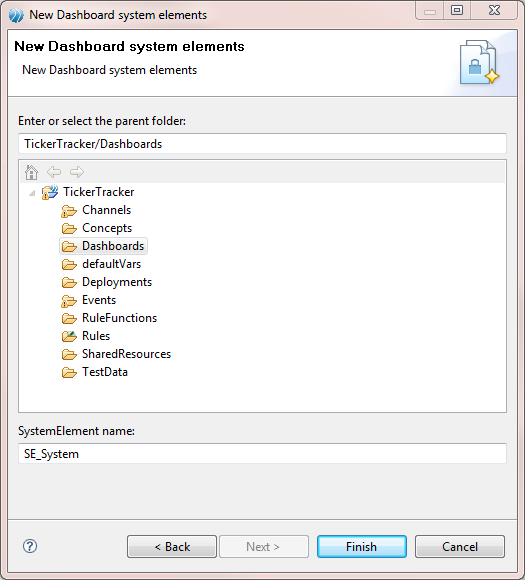 New Dashboard system elements
New Dashboard system elements
New Dashboard system elements
Enter or select the parent folder:
TickerTracker/Dashboards
TickerTracker
Channels
Concepts
Dashboards
defaultVars
Deployments
Events
RuleFunctions
Rules
SharedResources
TestData
SystemElement name:
SE_System
? < Back Next > Finish Cancel